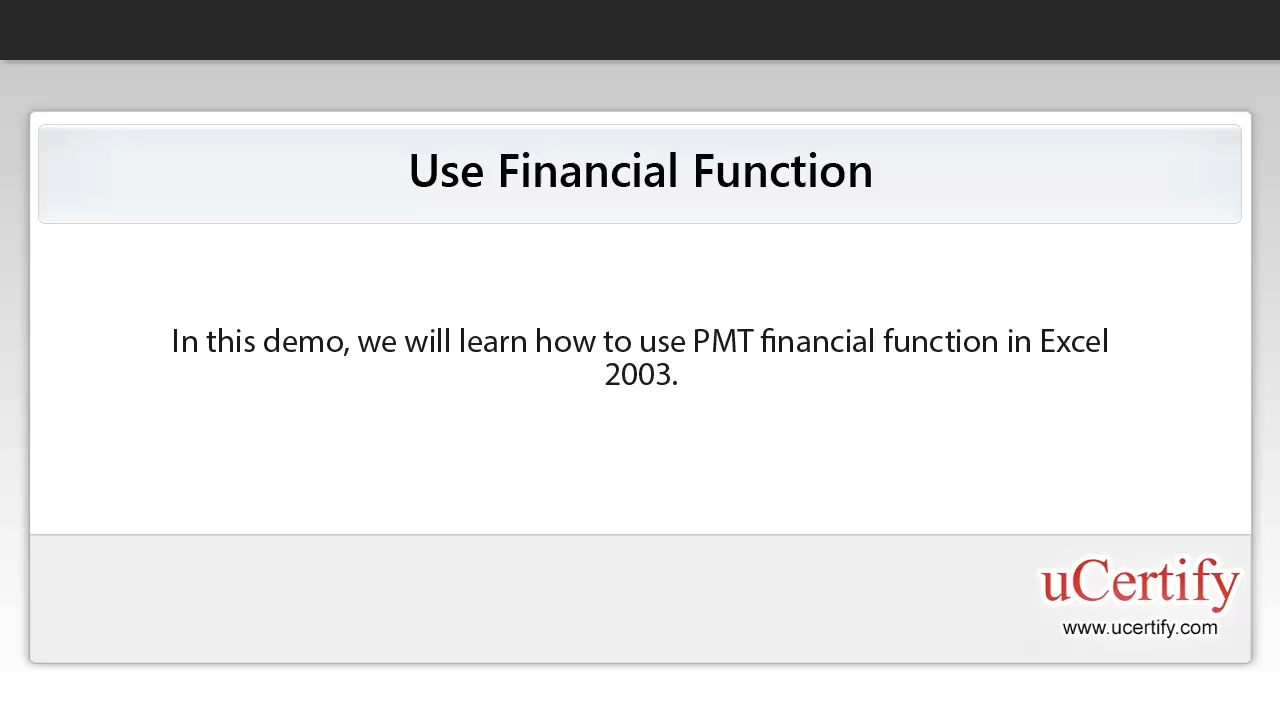 Use Financial Function
In this demo, we will learn how to use PMT financial function in Excel
2003.
uCertify
www.ucertify.com